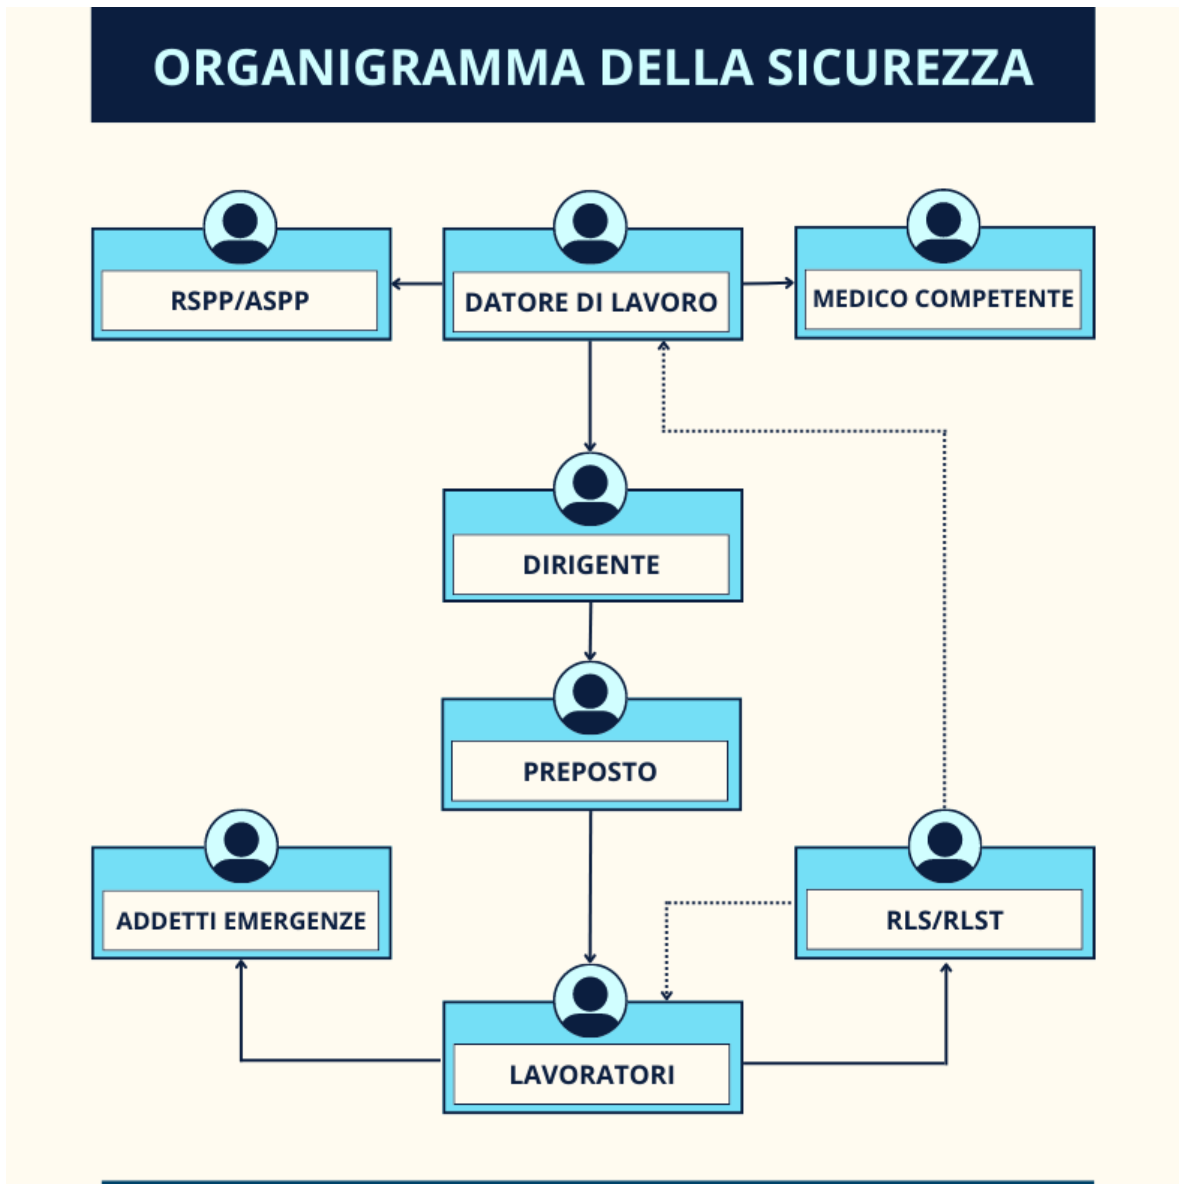 ORGANIGRAMMA DELLA SICUREZZA
RSPP/ASPP
DATORE DI LAVORO
MEDICO COMPETENTE
DIRIGENTE
PREPOSTO
ADDETTI EMERGENZE
RLS/RLST
LAVORATORI